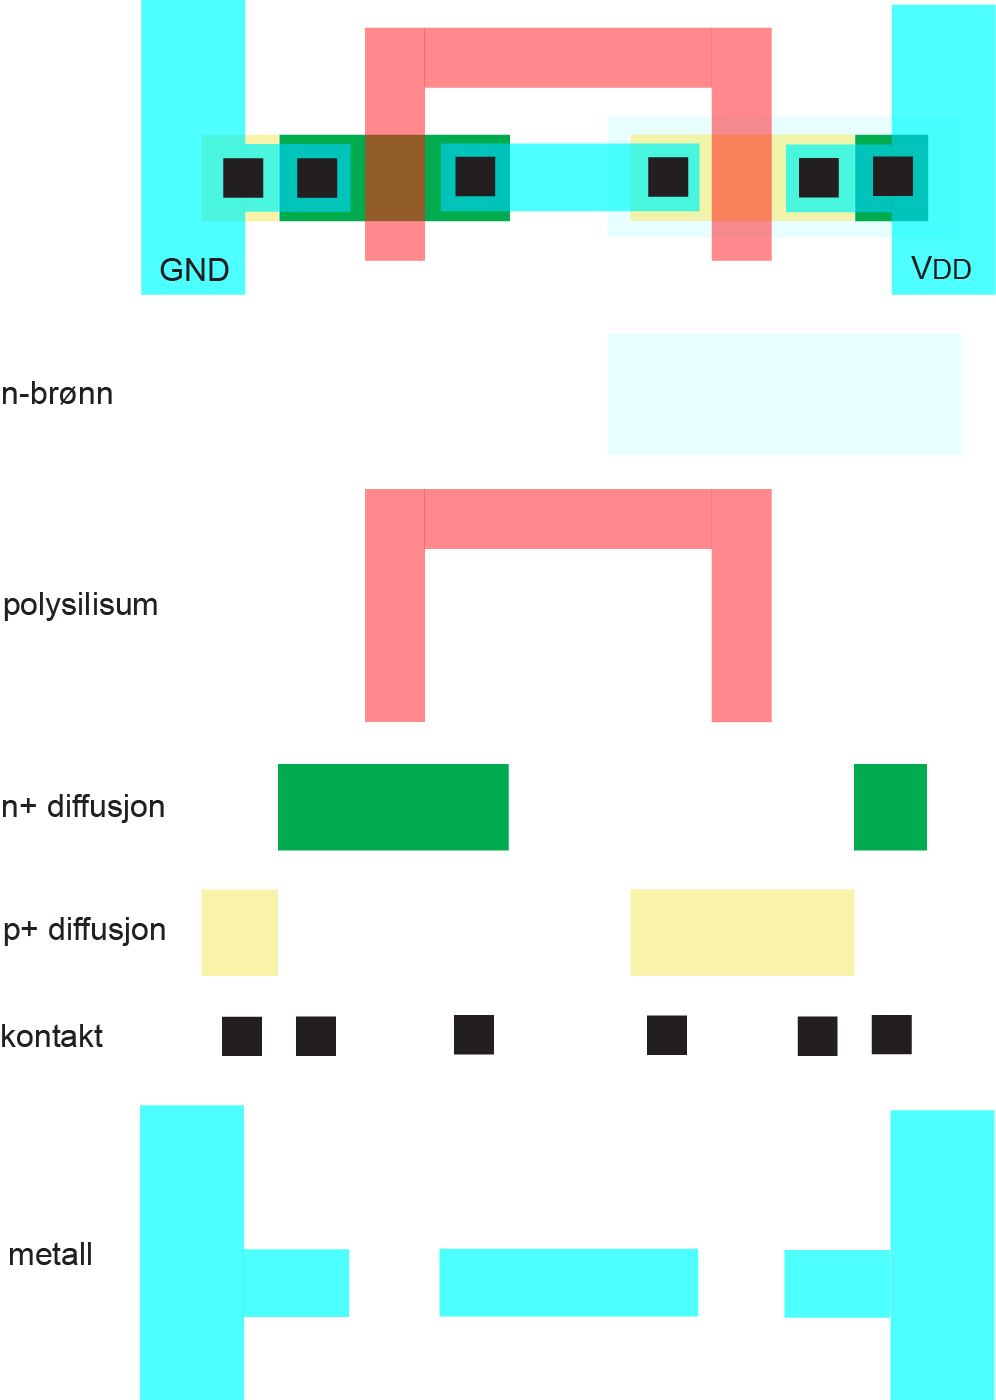 GND
VDD
n-brønn
polysilisum
n+ diffusjon
p+ diffusjon
kontakt
metall